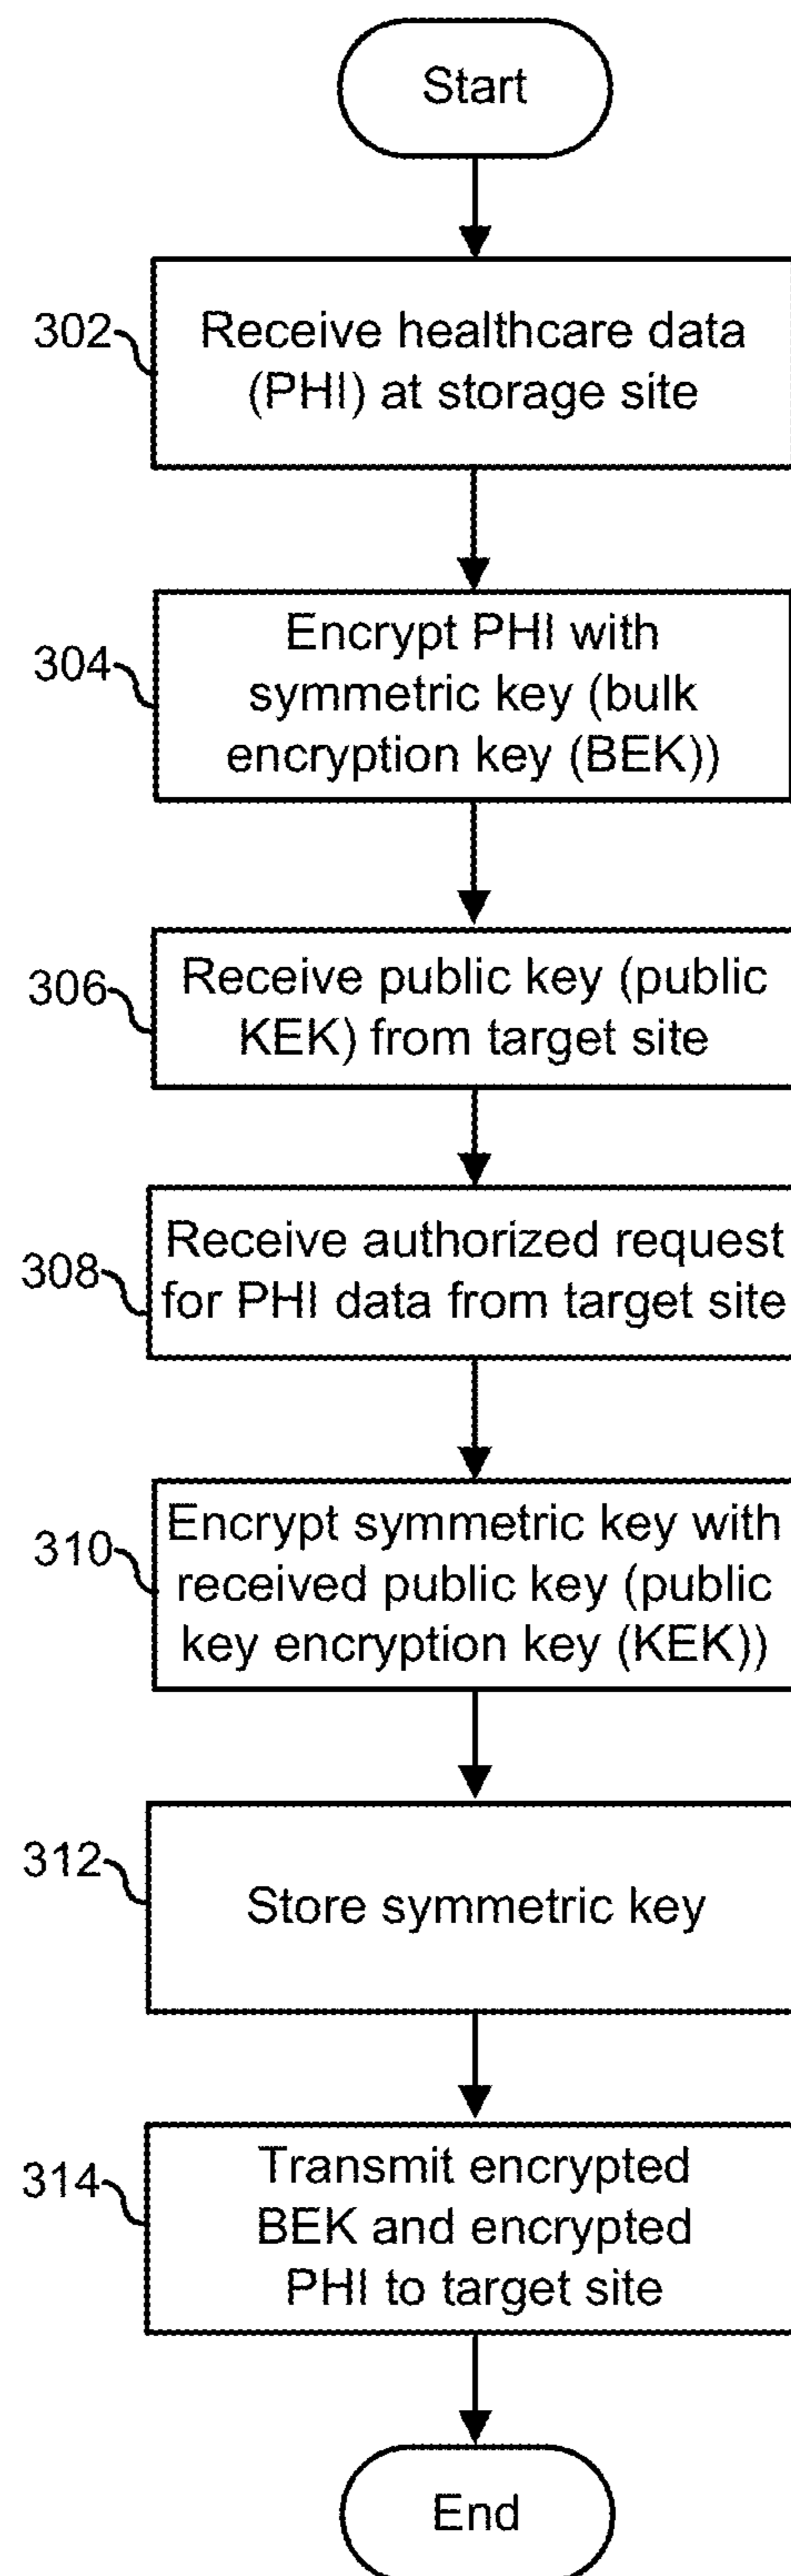 Start
302
Receive healthcare data
(PHI) at storage site
304
Encrypt PHI with
symmetric key (bulk
encryption key (BEK))
306
Receive public key (public
KEK) from target site
308
Receive authorized request
for PHI data from target site
310
Encrypt symmetric key with
received public key (public
key encryption key (KEK))
312
Store symmetric key
314
Transmit encrypted
BEK and encrypted
PHI to target site
End